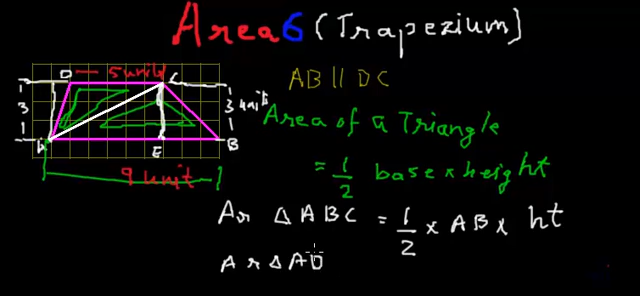 Area6 (Trapezium)
D 5 unit C
AB || DC
3 3 unit
Area of a Triangle
A E B
= 1/2 base × height
9 unit
Ar Δ ABC = 1/2 × AB × ht
Ar Δ AD